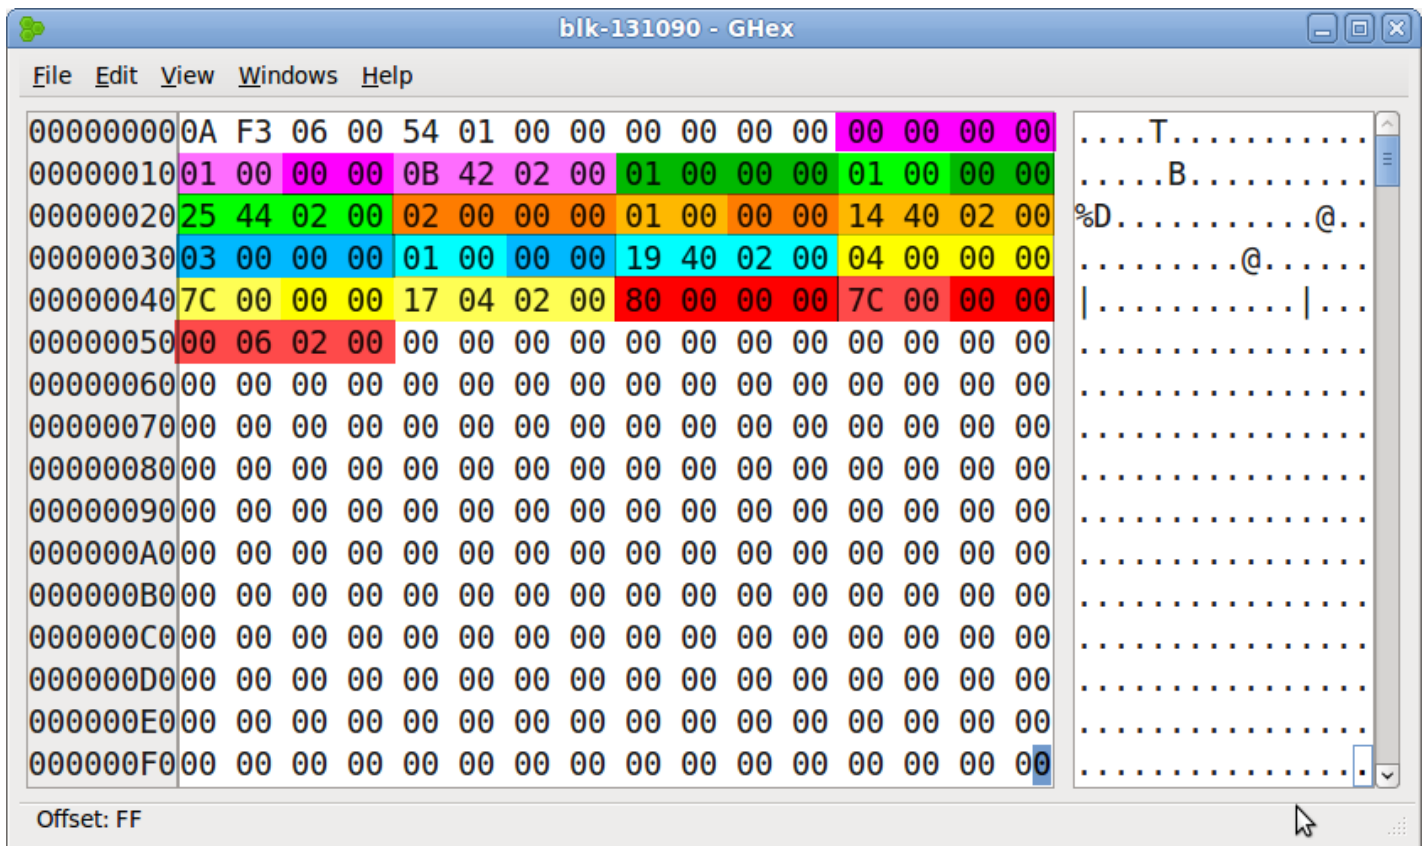 blk-131090 - GHex
File Edit View Windows Help
00000000 0A F3 06 00 54 01 00 00 00 00 00 00 00 00 00 00 ....T...........
00000010 01 00 00 00 0B 42 02 00 01 00 00 00 01 00 00 00 .....B..........
00000020 25 44 02 00 02 00 00 00 01 00 00 00 14 40 02 00 %D...........@..
00000030 03 00 00 00 01 00 00 00 19 40 02 00 04 00 00 00 .........@......
00000040 7C 00 00 00 17 04 02 00 80 00 00 00 7C 00 00 00 |...........|...
00000050 00 06 02 00 00 00 00 00 00 00 00 00 00 00 00 00 ................
00000060 00 00 00 00 00 00 00 00 00 00 00 00 00 00 00 00 ................
00000070 00 00 00 00 00 00 00 00 00 00 00 00 00 00 00 00 ................
00000080 00 00 00 00 00 00 00 00 00 00 00 00 00 00 00 00 ................
00000090 00 00 00 00 00 00 00 00 00 00 00 00 00 00 00 00 ................
000000A0 00 00 00 00 00 00 00 00 00 00 00 00 00 00 00 00 ................
000000B0 00 00 00 00 00 00 00 00 00 00 00 00 00 00 00 00 ................
000000C0 00 00 00 00 00 00 00 00 00 00 00 00 00 00 00 00 ................
000000D0 00 00 00 00 00 00 00 00 00 00 00 00 00 00 00 00 ................
000000E0 00 00 00 00 00 00 00 00 00 00 00 00 00 00 00 00 ................
000000F0 00 00 00 00 00 00 00 00 00 00 00 00 00 00 00 00 ................
Offset: FF